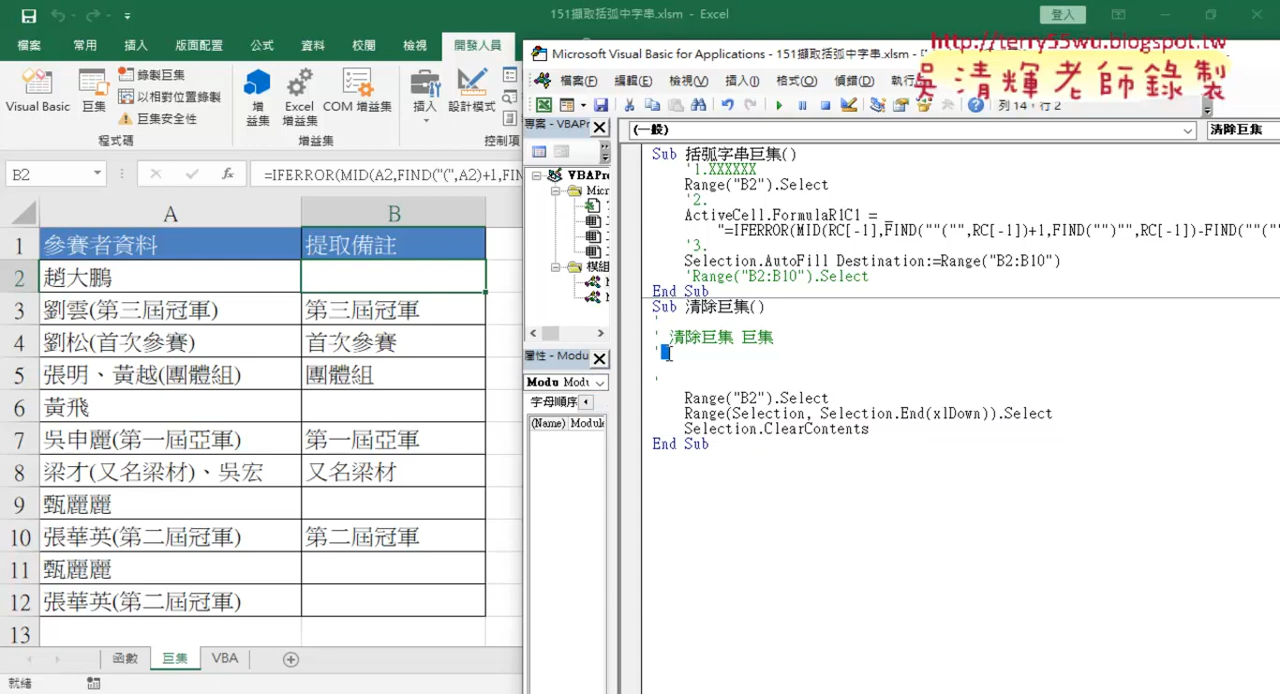 151擷取括弧中字串.xlsm - Excel
登入
檔案 常用 插入 版面配置 公式 資料 校閱 檢視 開發人員
Visual Basic 巨集 錄製巨集
以相對位置錄製
巨集安全性
程式碼
增益集 Excel 增益集 COM 增益集
增益集
插入 設計模式
控制項
B2
=IFERROR(MID(A2,FIND("(",A2)+1,FIN
A B
1 參賽者資料 提取備註
2 趙大鵬
3 劉雲(第三屆冠軍) 第三屆冠軍
4 劉松(首次參賽) 首次參賽
5 張明、黃越(團體組) 團體組
6 黃飛
7 吳申麗(第一屆亞軍) 第一屆亞軍
8 梁才(又名梁材)、吳宏 又名梁材
9 甄麗麗
10 張華英(第二屆冠軍) 第二屆冠軍
11 甄麗麗
12 張華英(第二屆冠軍)
13
函數 巨集 VBA
就緒
Microsoft Visual Basic for Applications - 151擷取括弧中字串.xlsm -
http://terry55wu.blogspot.tw
吳清輝老師錄製
檔案(F) 編輯(E) 檢視(V) 插入(I) 格式(O) 偵錯(D) 執行
列 14，行 2
專案 - VBAPr
VBAPre
Micr
模組
屬性 - Modu
Modu Modu
字母順序
(Name) Module
(一般) 清除巨集
Sub 括弧字串巨集()
'1.XXXXXX
Range("B2").Select
'2.
ActiveCell.FormulaR1C1 = _
"=IFERROR(MID(RC[-1],FIND(""("",RC[-1])+1,FIND("")"",RC[-1])-FIND(""(""
'3.
Selection.AutoFill Destination:=Range("B2:B10")
'Range("B2:B10").Select
End Sub
Sub 清除巨集()
'
' 清除巨集 巨集
'
'
Range("B2").Select
Range(Selection, Selection.End(xlDown)).Select
Selection.ClearContents
End Sub